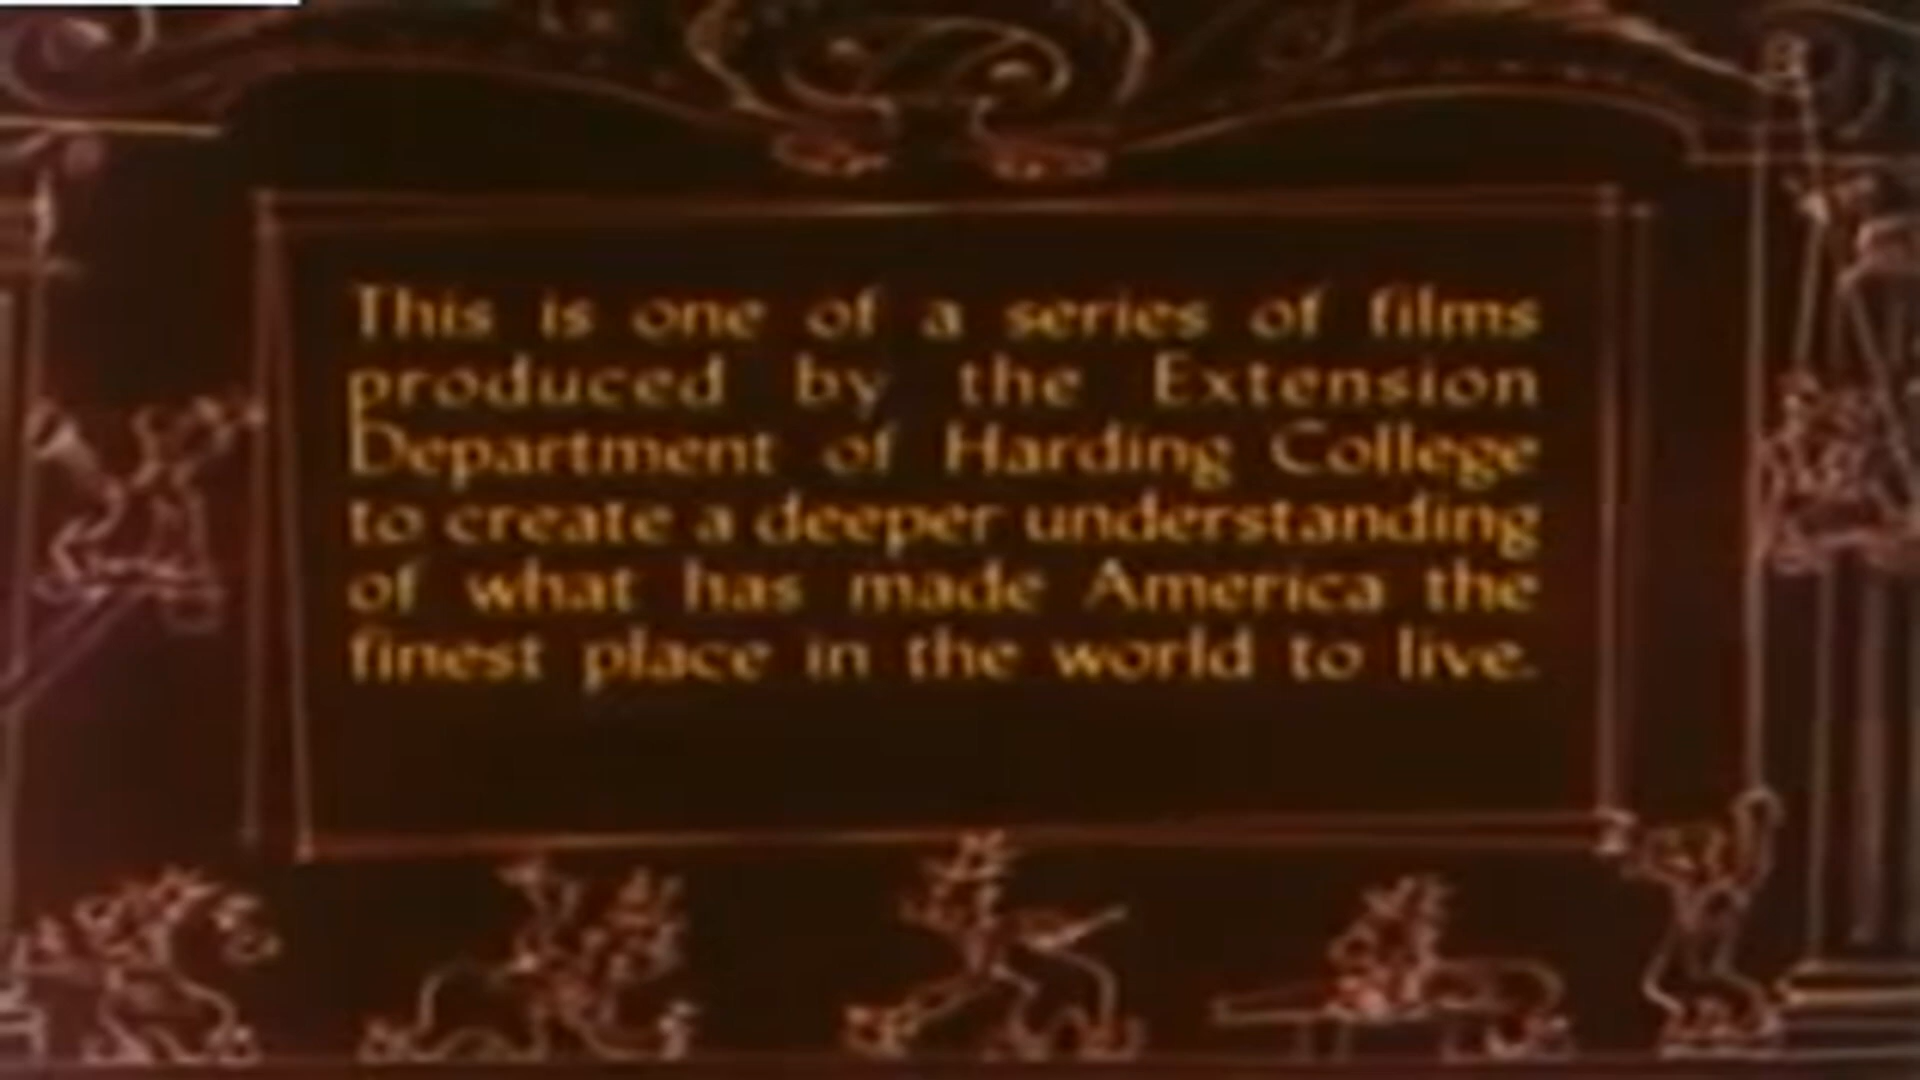 This is one of a series of films
produced by the Extension
Department of Harding College
to create a deeper understanding
of what has made America the
finest place in the world to live.